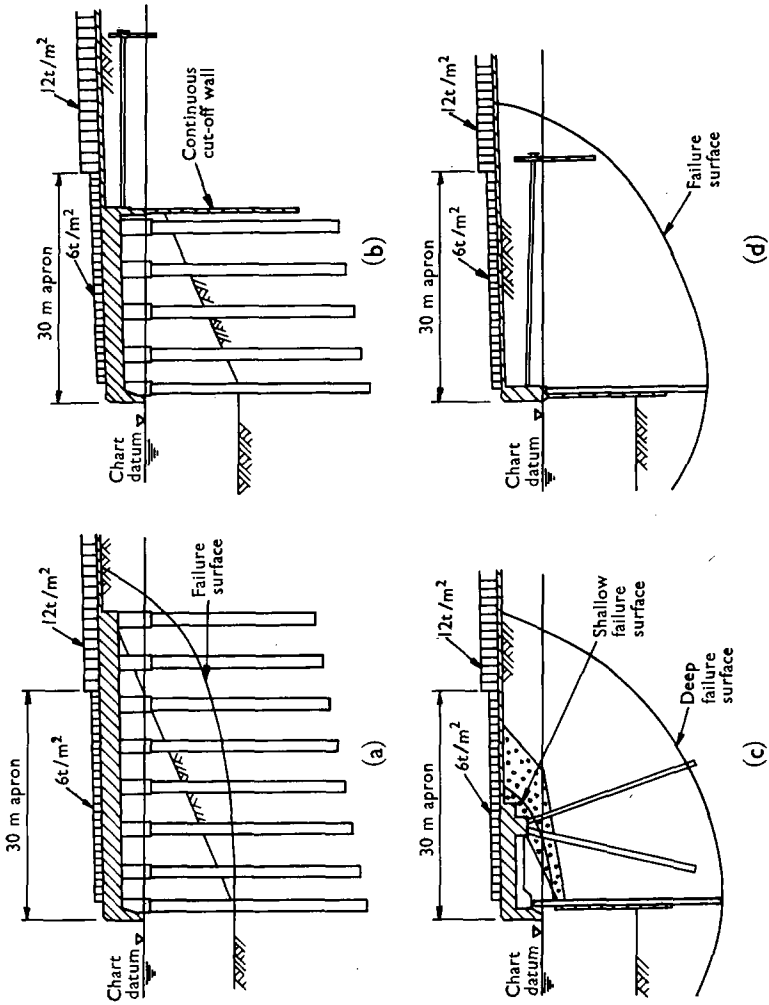 30 m apron
6t/m²
12t/m²
Chart
datum
Failure
surface
(a)
30 m apron
6t/m²
12t/m²
Chart
datum
Continuous
cut-off wall
(b)
30 m apron
6t/m²
12t/m²
Chart
datum
Shallow
failure
surface
Deep
failure
surface
(c)
30 m apron
6t/m²
12t/m²
Chart
datum
Failure
surface
(d)